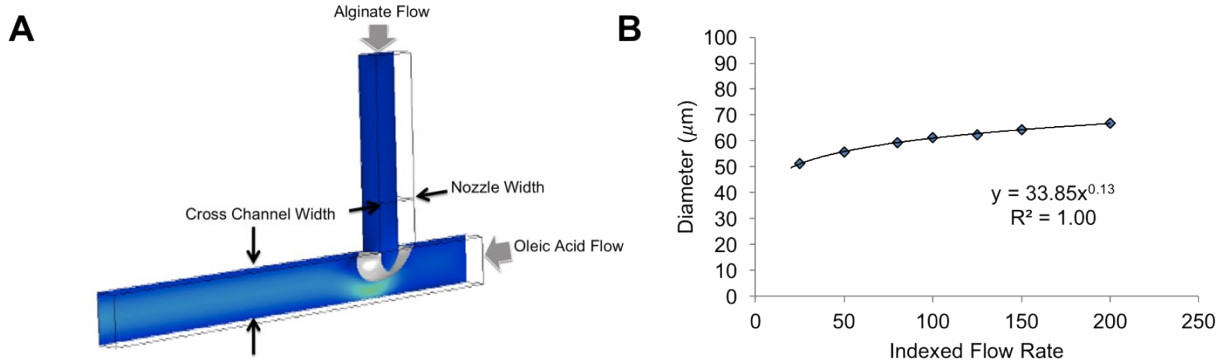 A
Alginate Flow
Nozzle Width
Cross Channel Width
Oleic Acid Flow
B
100
90
80
70
60
50
40
30
20
10
0
Diameter (μm)
y = 33.85x^0.13
R² = 1.00
0 50 100 150 200 250
Indexed Flow Rate